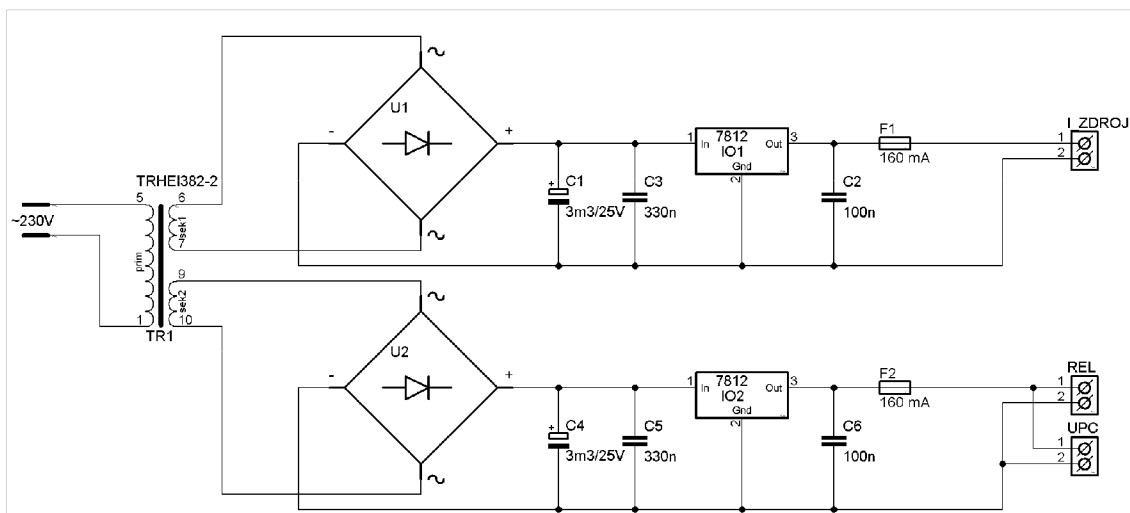 U1
~
~
-
+
1
7812
IO1
In
Out
Gnd
2
3
F1
160 mA
I_ZDROJ
1
2
C1
+
3m3/25V
C3
330n
C2
100n
TRHEI382-2
5
6
~230V
prim
sek1
7
9
sek2
1
10
TR1
U2
~
~
-
+
1
7812
IO2
In
Out
Gnd
2
3
F2
160 mA
REL
1
2
UPC
1
2
C4
+
3m3/25V
C5
330n
C6
100n